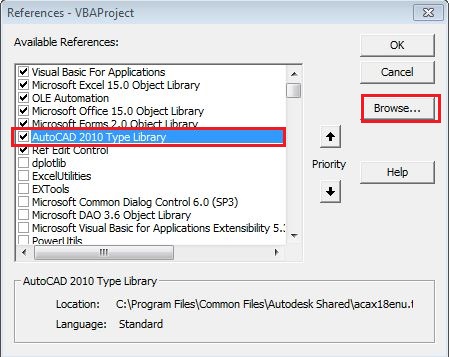 References - VBAProject
Available References:
Visual Basic For Applications
Microsoft Excel 15.0 Object Library
OLE Automation
Microsoft Office 15.0 Object Library
Microsoft Forms 2.0 Object Library
AutoCAD 2010 Type Library
Ref Edit Control
dplotlib
ExcelUtilities
EXTools
Microsoft Common Dialog Control 6.0 (SP3)
Microsoft DAO 3.6 Object Library
Microsoft Visual Basic for Applications Extensibility 5.3
PowerUtils
OK
Cancel
Browse...
Priority
Help
AutoCAD 2010 Type Library
Location: C:\Program Files\Common Files\Autodesk Shared\acax18enu.t
Language: Standard